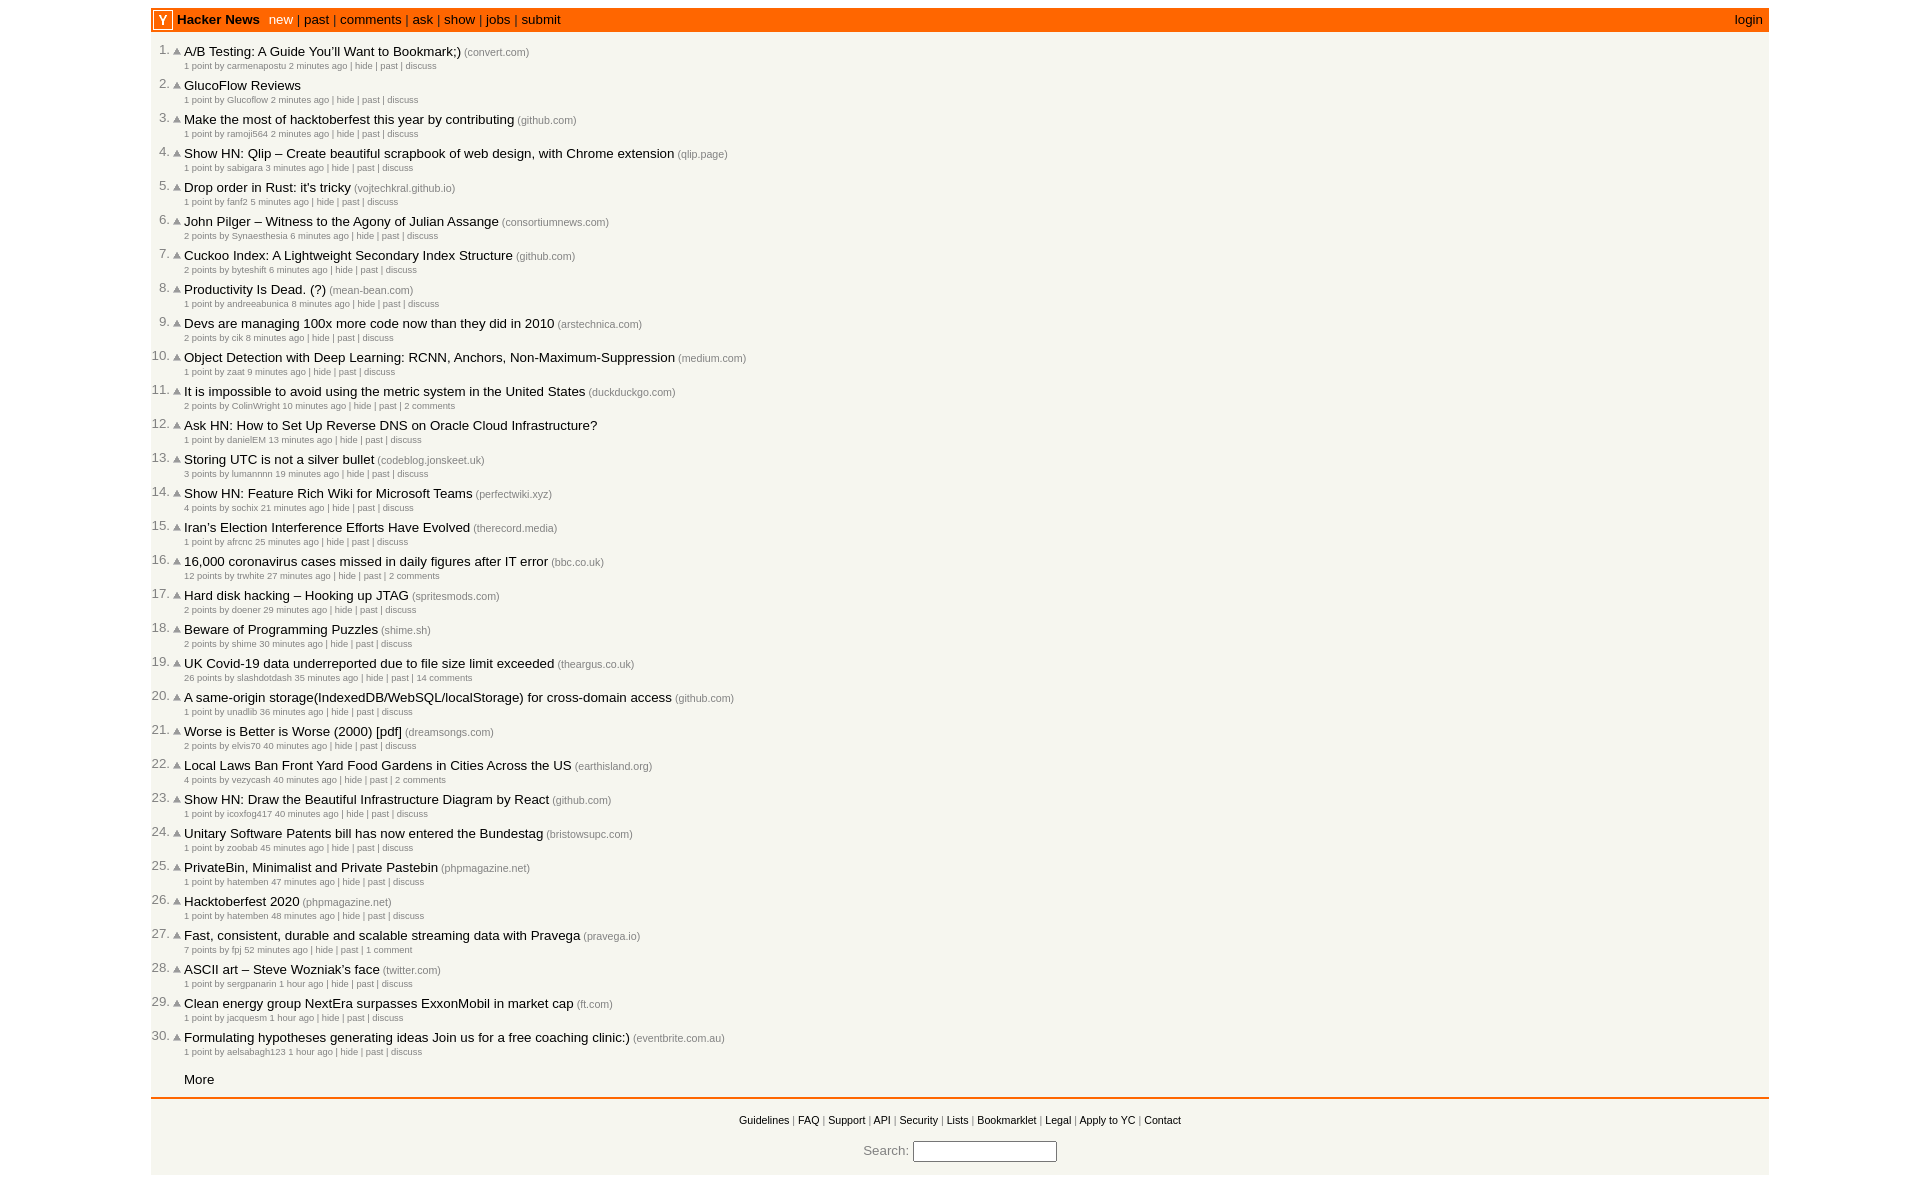 Y Hacker News new | past | comments | ask | show | jobs | submit login
1. A/B Testing: A Guide You’ll Want to Bookmark;) (convert.com)
1 point by carmenapostu 2 minutes ago | hide | past | discuss
2. GlucoFlow Reviews
1 point by Glucoflow 2 minutes ago | hide | past | discuss
3. Make the most of hacktoberfest this year by contributing (github.com)
1 point by ramoji564 2 minutes ago | hide | past | discuss
4. Show HN: Qlip – Create beautiful scrapbook of web design, with Chrome extension (qlip.page)
1 point by sabigara 3 minutes ago | hide | past | discuss
5. Drop order in Rust: it's tricky (vojtechkral.github.io)
1 point by fanf2 5 minutes ago | hide | past | discuss
6. John Pilger – Witness to the Agony of Julian Assange (consortiumnews.com)
2 points by Synaesthesia 6 minutes ago | hide | past | discuss
7. Cuckoo Index: A Lightweight Secondary Index Structure (github.com)
2 points by byteshift 6 minutes ago | hide | past | discuss
8. Productivity Is Dead. (?) (mean-bean.com)
1 point by andreeabunica 8 minutes ago | hide | past | discuss
9. Devs are managing 100x more code now than they did in 2010 (arstechnica.com)
2 points by cik 8 minutes ago | hide | past | discuss
10. Object Detection with Deep Learning: RCNN, Anchors, Non-Maximum-Suppression (medium.com)
1 point by zaat 9 minutes ago | hide | past | discuss
11. It is impossible to avoid using the metric system in the United States (duckduckgo.com)
2 points by ColinWright 10 minutes ago | hide | past | 2 comments
12. Ask HN: How to Set Up Reverse DNS on Oracle Cloud Infrastructure?
1 point by danielEM 13 minutes ago | hide | past | discuss
13. Storing UTC is not a silver bullet (codeblog.jonskeet.uk)
3 points by lumannnn 19 minutes ago | hide | past | discuss
14. Show HN: Feature Rich Wiki for Microsoft Teams (perfectwiki.xyz)
4 points by sochix 21 minutes ago | hide | past | discuss
15. Iran’s Election Interference Efforts Have Evolved (therecord.media)
1 point by afrcnc 25 minutes ago | hide | past | discuss
16. 16,000 coronavirus cases missed in daily figures after IT error (bbc.co.uk)
12 points by trwhite 27 minutes ago | hide | past | 2 comments
17. Hard disk hacking – Hooking up JTAG (spritesmods.com)
2 points by doener 29 minutes ago | hide | past | discuss
18. Beware of Programming Puzzles (shime.sh)
2 points by shime 30 minutes ago | hide | past | discuss
19. UK Covid-19 data underreported due to file size limit exceeded (theargus.co.uk)
26 points by slashdotdash 35 minutes ago | hide | past | 14 comments
20. A same-origin storage(IndexedDB/WebSQL/localStorage) for cross-domain access (github.com)
1 point by unadlib 36 minutes ago | hide | past | discuss
21. Worse is Better is Worse (2000) [pdf] (dreamsongs.com)
2 points by elvis70 40 minutes ago | hide | past | discuss
22. Local Laws Ban Front Yard Food Gardens in Cities Across the US (earthisland.org)
4 points by vezycash 40 minutes ago | hide | past | 2 comments
23. Show HN: Draw the Beautiful Infrastructure Diagram by React (github.com)
1 point by icoxfog417 40 minutes ago | hide | past | discuss
24. Unitary Software Patents bill has now entered the Bundestag (bristowsupc.com)
1 point by zoobab 45 minutes ago | hide | past | discuss
25. PrivateBin, Minimalist and Private Pastebin (phpmagazine.net)
1 point by hatemben 47 minutes ago | hide | past | discuss
26. Hacktoberfest 2020 (phpmagazine.net)
1 point by hatemben 48 minutes ago | hide | past | discuss
27. Fast, consistent, durable and scalable streaming data with Pravega (pravega.io)
7 points by fpj 52 minutes ago | hide | past | 1 comment
28. ASCII art – Steve Wozniak’s face (twitter.com)
1 point by sergpanarin 1 hour ago | hide | past | discuss
29. Clean energy group NextEra surpasses ExxonMobil in market cap (ft.com)
1 point by jacquesm 1 hour ago | hide | past | discuss
30. Formulating hypotheses generating ideas Join us for a free coaching clinic:) (eventbrite.com.au)
1 point by aelsabagh123 1 hour ago | hide | past | discuss
More
Guidelines | FAQ | Support | API | Security | Lists | Bookmarklet | Legal | Apply to YC | Contact
Search: